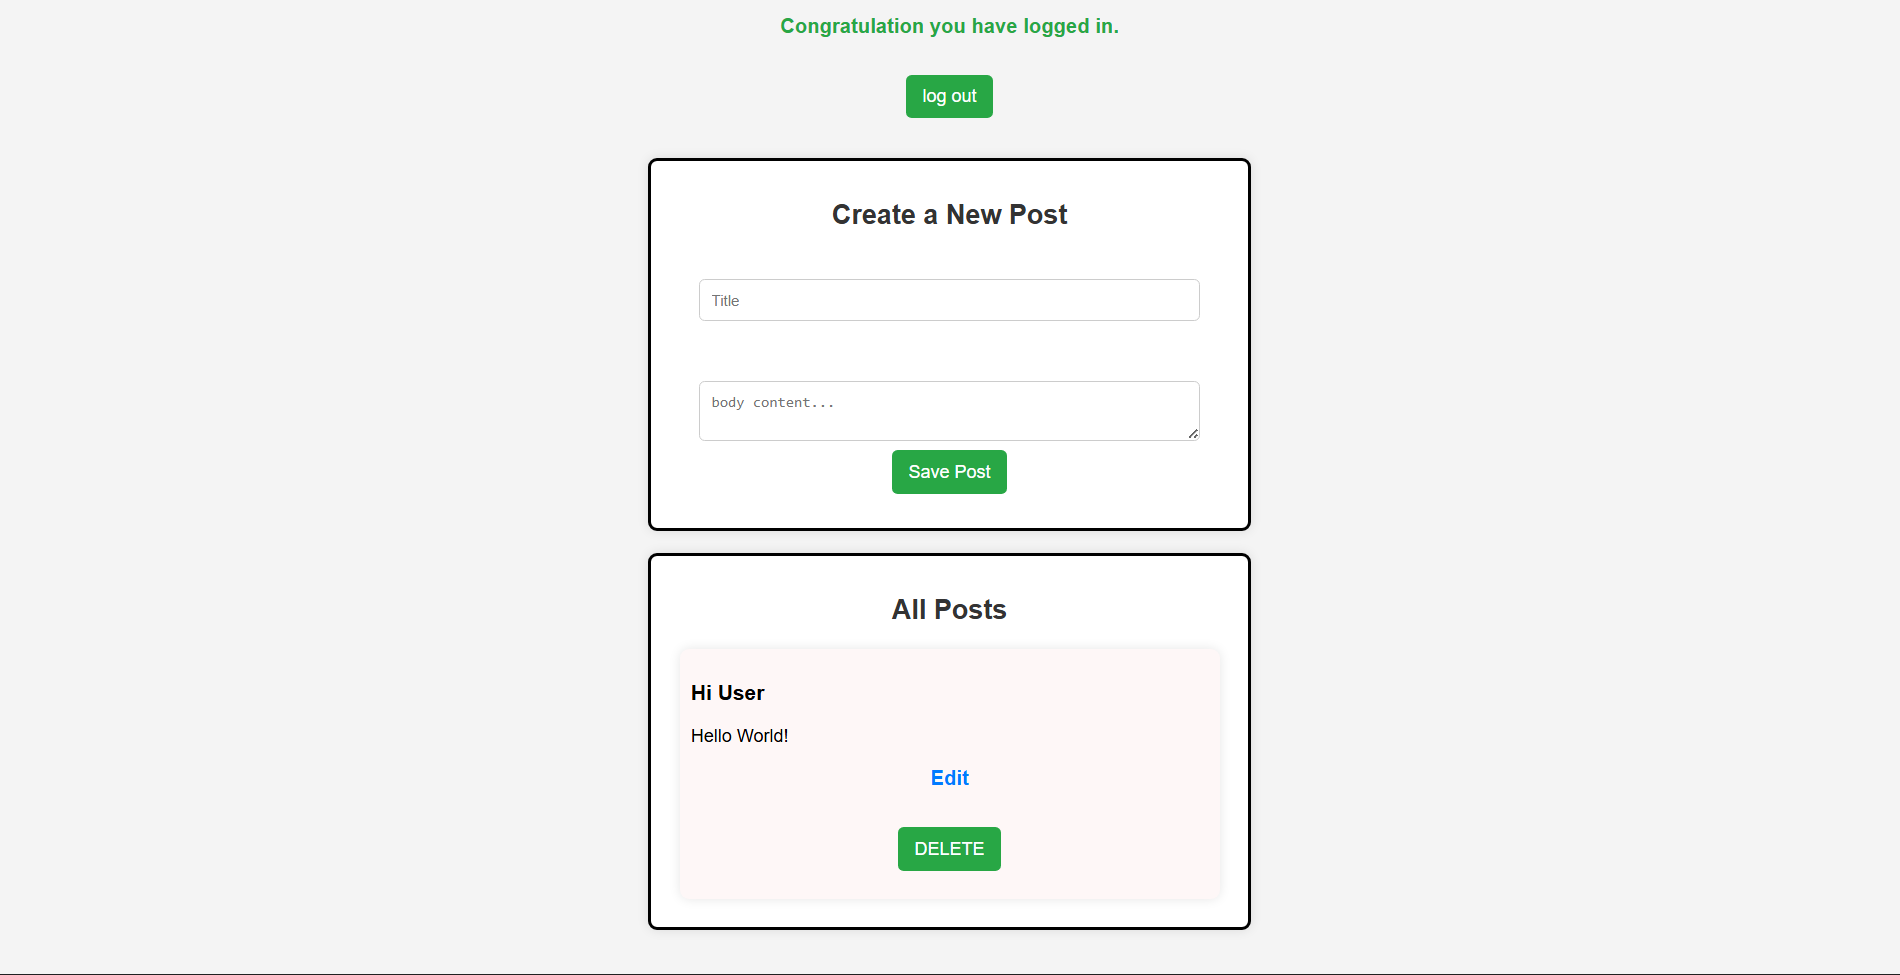 Congratulation you have logged in.
log out
Create a New Post
Title
body content...
Save Post
All Posts
Hi User
Hello World!
Edit
DELETE